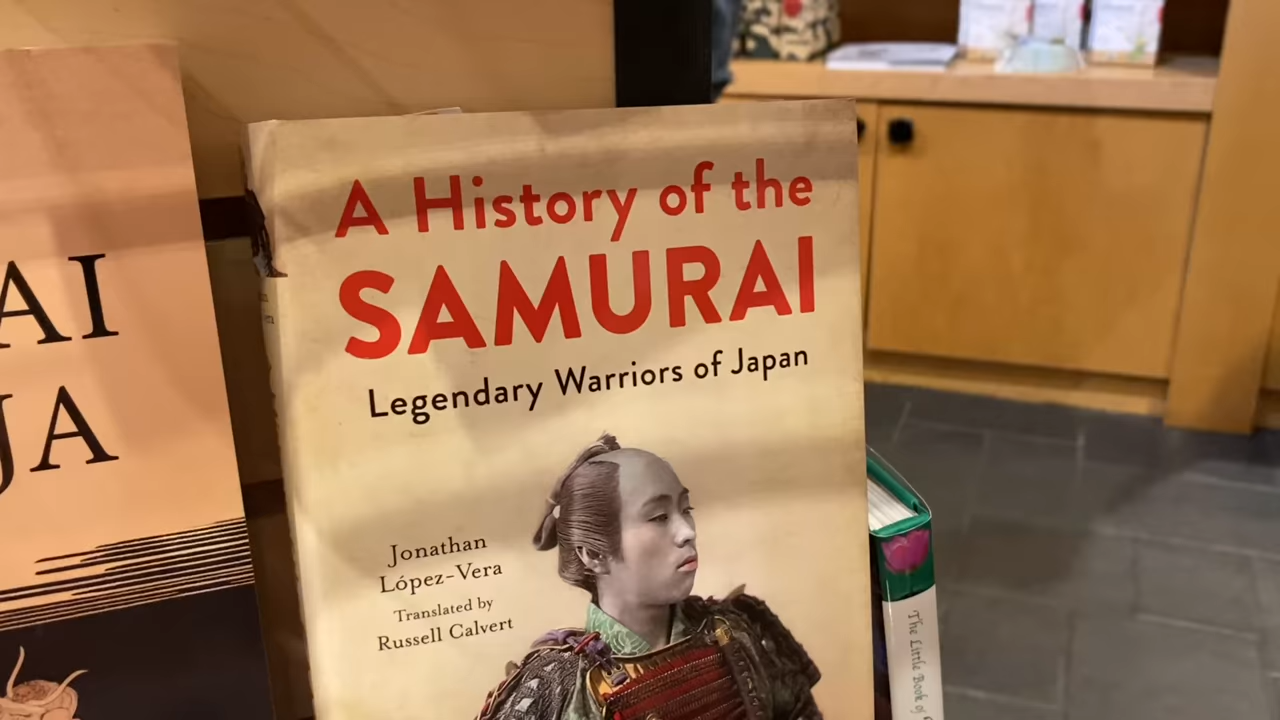 AI
JA
A History of the
SAMURAI
Legendary Warriors of Japan
Jonathan
López-Vera
Translated by
Russell Calvert
The Little Book of